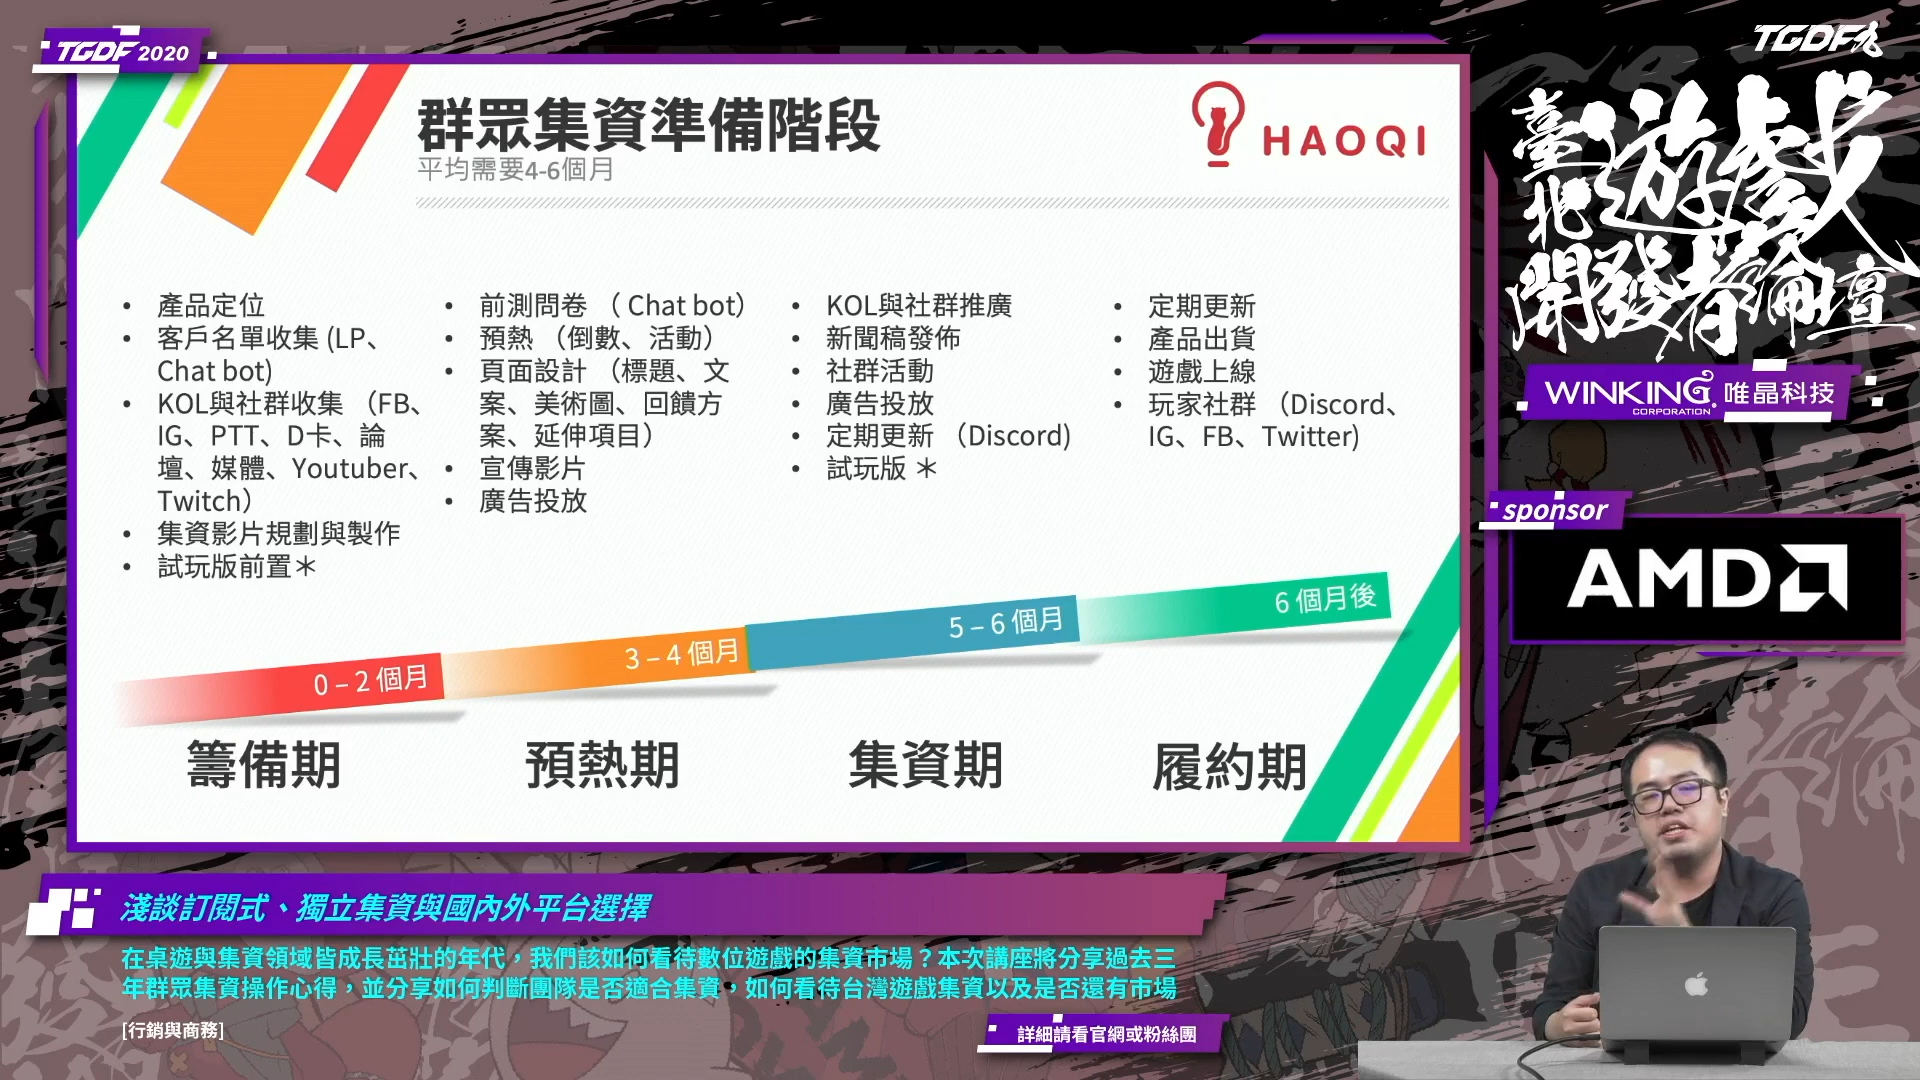 TGDF 2020
群眾集資準備階段
平均需要4-6個月
HAOQI
• 產品定位
• 客戶名單收集 (LP、
Chat bot)
• KOL與社群收集 （FB、
IG、PTT、D卡、論
壇、媒體、Youtuber、
Twitch）
• 集資影片規劃與製作
• 試玩版前置＊
• 前測問卷 （ Chat bot）
• 預熱 （倒數、活動）
• 頁面設計 （標題、文
案、美術圖、回饋方
案、延伸項目）
• 宣傳影片
• 廣告投放
• KOL與社群推廣
• 新聞稿發佈
• 社群活動
• 廣告投放
• 定期更新 （Discord)
• 試玩版 ＊
• 定期更新
• 產品出貨
• 遊戲上線
• 玩家社群 （Discord、
IG、FB、Twitter)
0 – 2 個月
3 – 4 個月
5 – 6 個月
6 個月後
籌備期
預熱期
集資期
履約期
TGDF九
臺北遊戲
開發者論壇
WINKING 唯晶科技
CORPORATION
sponsor
AMD
淺談訂閱式、獨立集資與國內外平台選擇
在桌遊與集資領域皆成長茁壯的年代，我們該如何看待數位遊戲的集資市場？本次講座將分享過去三
年群眾集資操作心得，並分享如何判斷團隊是否適合集資，如何看待台灣遊戲集資以及是否還有市場
[行銷與商務]
詳細請看官網或粉絲團